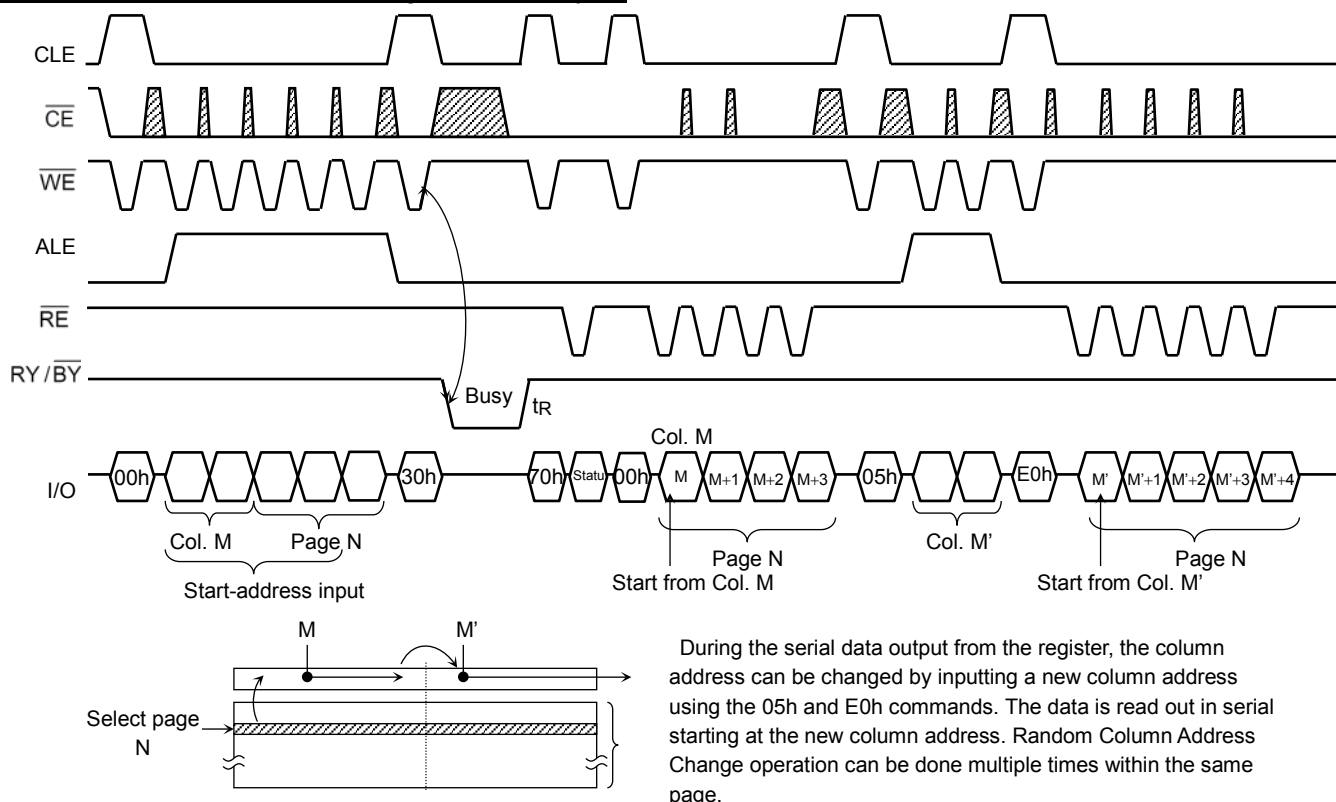 CLE
CE
WE
ALE
RE
RY/BY
Busy
tR
Col. M
I/O
00h
30h
70h
Statu
00h
M
M+1
M+2
M+3
05h
E0h
M'
M'+1
M'+2
M'+3
M'+4
Col. M
Page N
Page N
Col. M'
Page N
Start-address input
Start from Col. M
Start from Col. M'
M
M'
Select page
N
During the serial data output from the register, the column
address can be changed by inputting a new column address
using the 05h and E0h commands. The data is read out in serial
starting at the new column address. Random Column Address
Change operation can be done multiple times within the same
page.